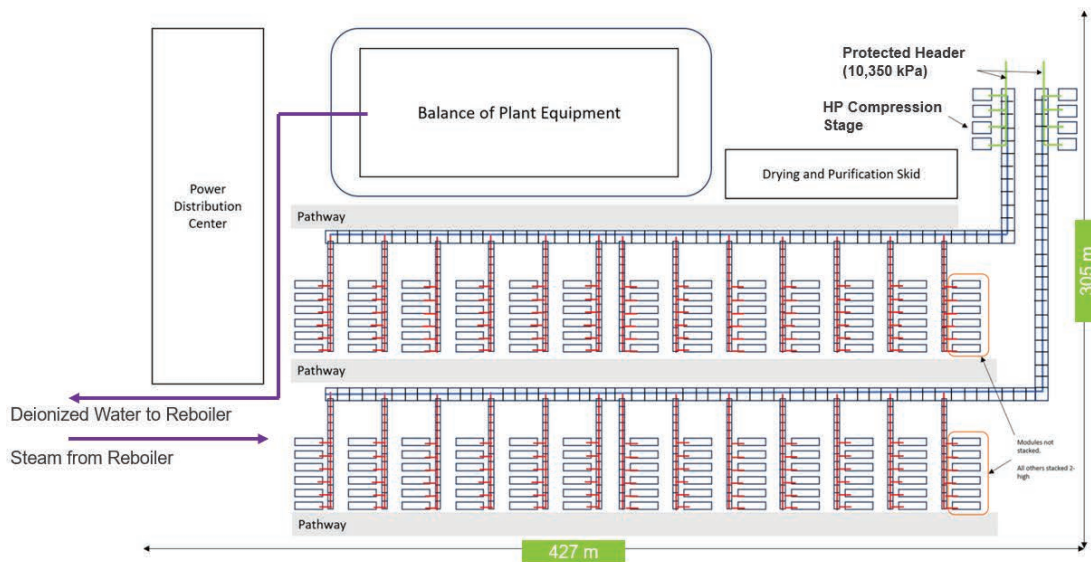 Protected Header
(10,350 kPa)
HP Compression
Stage
Balance of Plant Equipment
Drying and Purification Skid
Power
Distribution
Center
Pathway
305 m
Pathway
Deionized Water to Reboiler
Steam from Reboiler
Modules not
stacked.
All others stacked 2-
high
Pathway
427 m